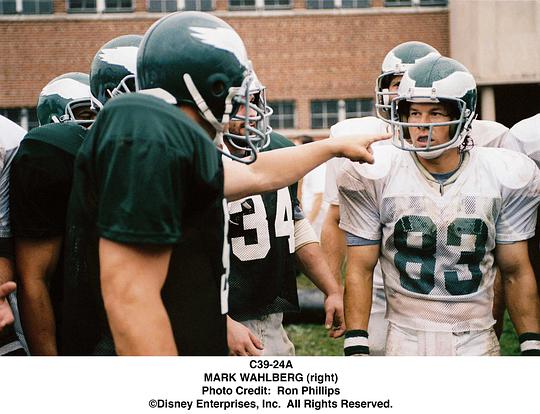 34
83
C39-24A
MARK WAHLBERG (right)
Photo Credit:  Ron Phillips
©Disney Enterprises, Inc.  All Rights Reserved.